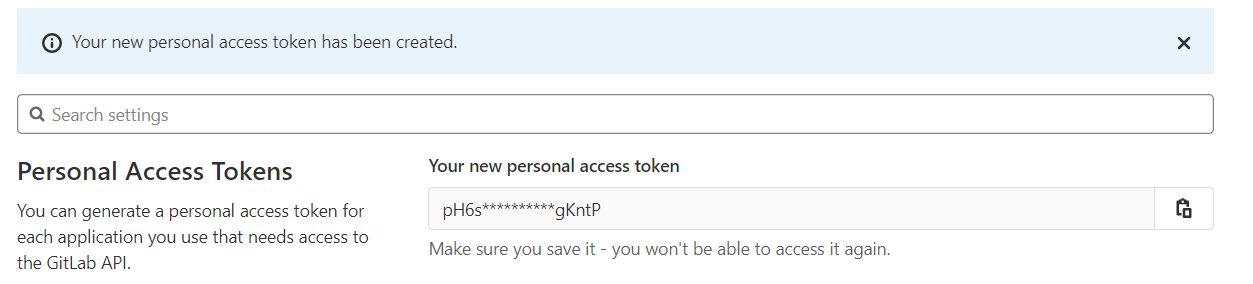 Your new personal access token has been created.
Search settings
Personal Access Tokens
You can generate a personal access token for
each application you use that needs access to
the GitLab API.
Your new personal access token
pH6s**********gKntP
Make sure you save it - you won't be able to access it again.